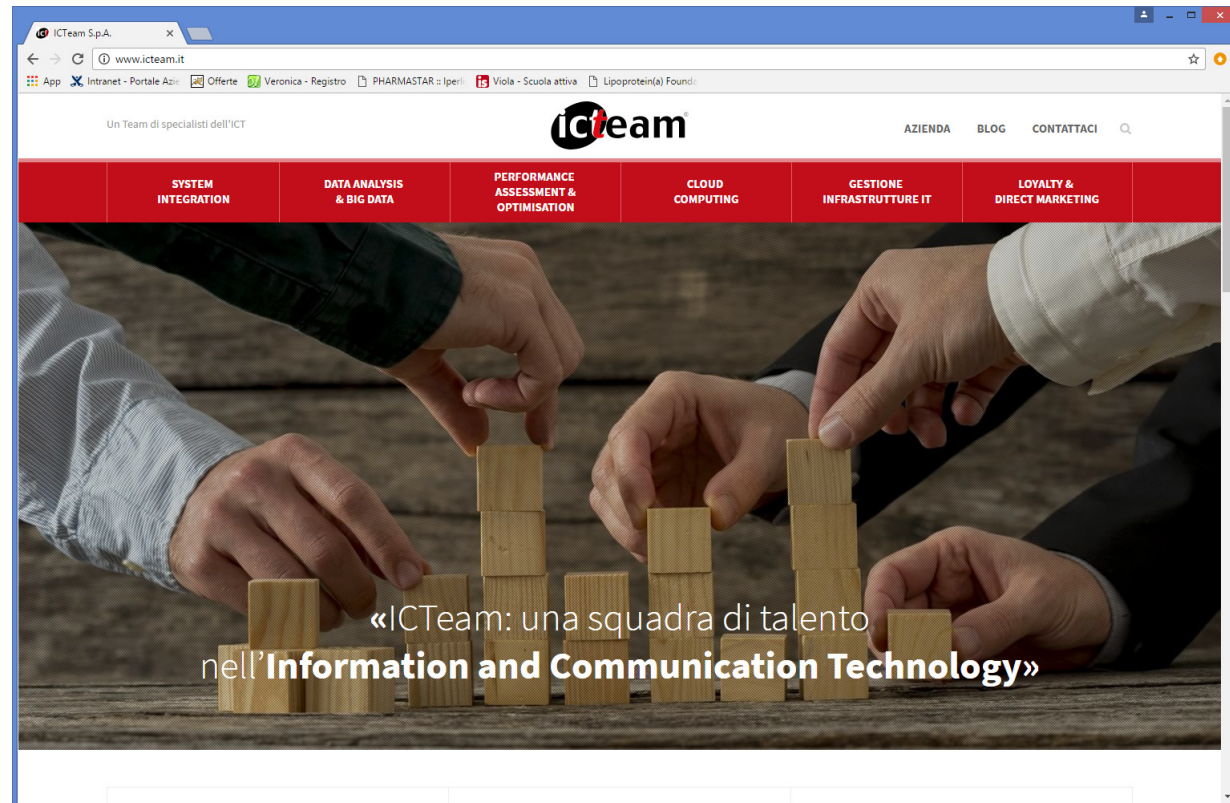 ICTeam S.p.A.
www.icteam.it
App Intranet - Portale Azie Offerte Veronica - Registro PHARMASTAR :: Iperli Viola - Scuola attiva Lipoprotein(a) Founda
Un Team di specialisti dell'ICT
icteam
AZIENDA BLOG CONTATTACI
SYSTEM
INTEGRATION
DATA ANALYSIS
& BIG DATA
PERFORMANCE
ASSESSMENT &
OPTIMISATION
CLOUD
COMPUTING
GESTIONE
INFRASTRUTTURE IT
LOYALTY &
DIRECT MARKETING
«ICTeam: una squadra di talento
nell'Information and Communication Technology»